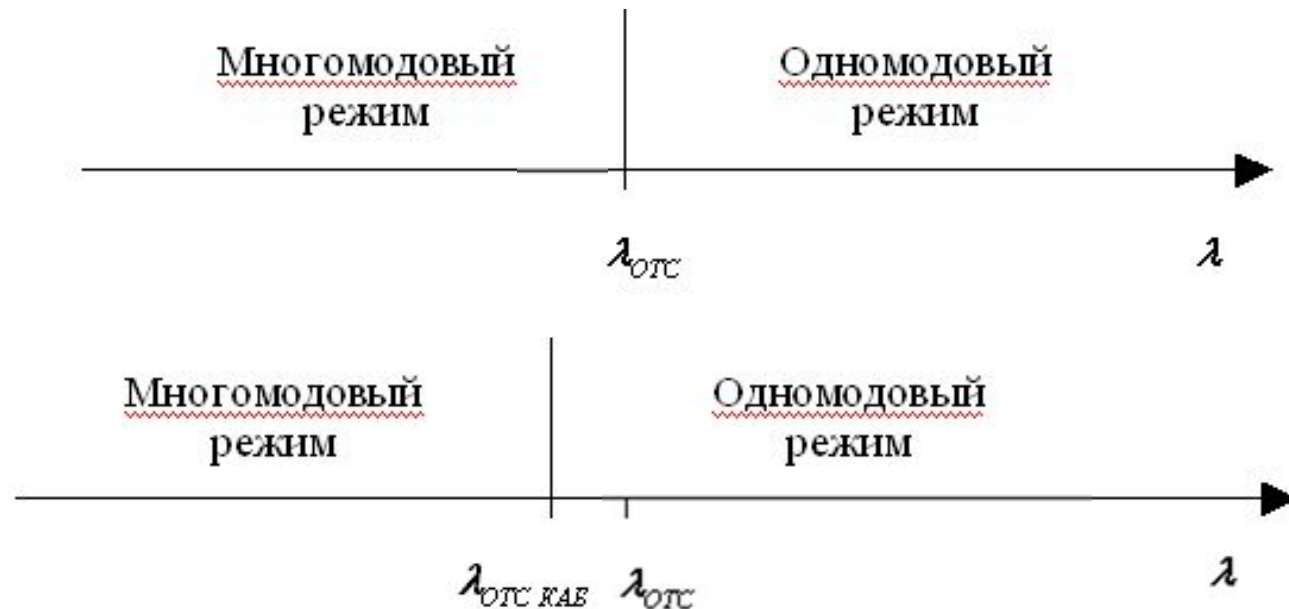 Многомодовый Одномодовый
режим режим
λОТС λ
Многомодовый Одномодовый
режим режим
λОТС КАБ λОТС λ